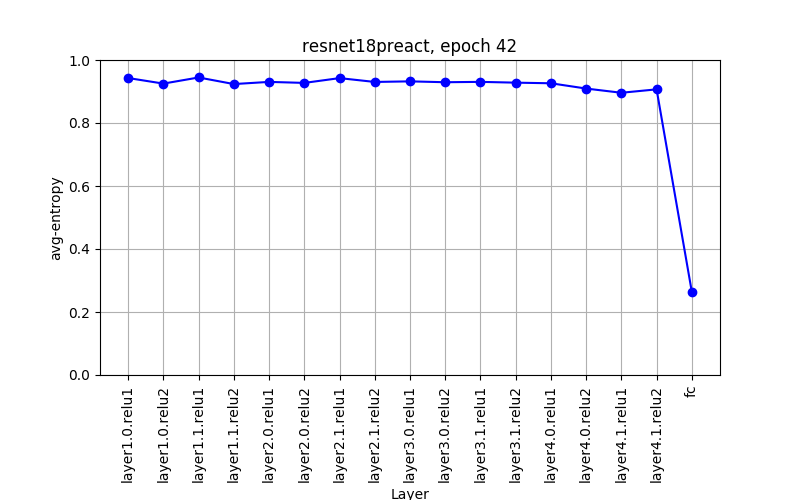 resnet18preact, epoch 42
avg-entropy
1.0
0.8
0.6
0.4
0.2
0.0
layer1.0.relu1
layer1.0.relu2
layer1.1.relu1
layer1.1.relu2
layer2.0.relu1
layer2.0.relu2
layer2.1.relu1
layer2.1.relu2
layer3.0.relu1
layer3.0.relu2
layer3.1.relu1
layer3.1.relu2
layer4.0.relu1
layer4.0.relu2
layer4.1.relu1
layer4.1.relu2
fc
Layer